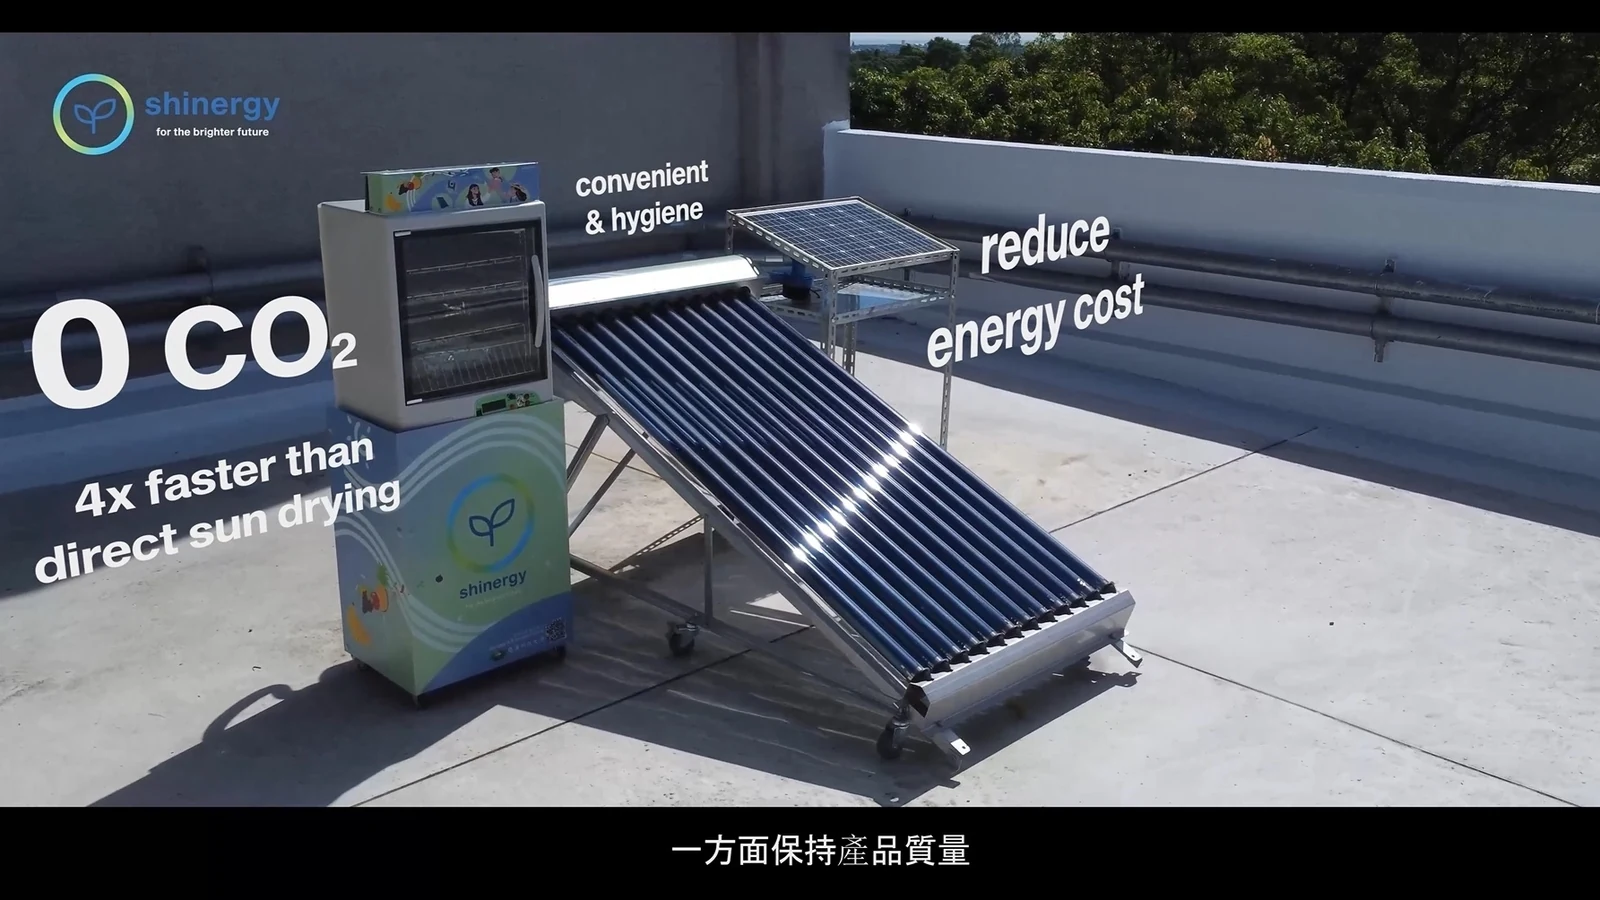 shinergy
for the brighter future
convenient
& hygiene
reduce
energy cost
0 CO₂
4x faster than
direct sun drying
shinergy
一方面保持產品質量